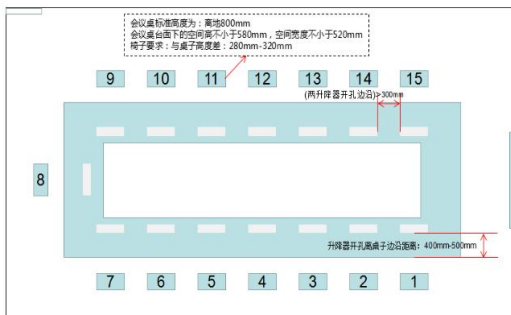 会议桌标准高度为：离地800mm
会议桌台面下的空间高不小于580mm，空间宽度不小于520mm
椅子要求：与桌子高度差：280mm-320mm
9 10 11 12 13 14 15
(两升降器开孔边沿)>300mm
8
升降器开孔离桌子边沿距离：400mm-500mm
7 6 5 4 3 2 1